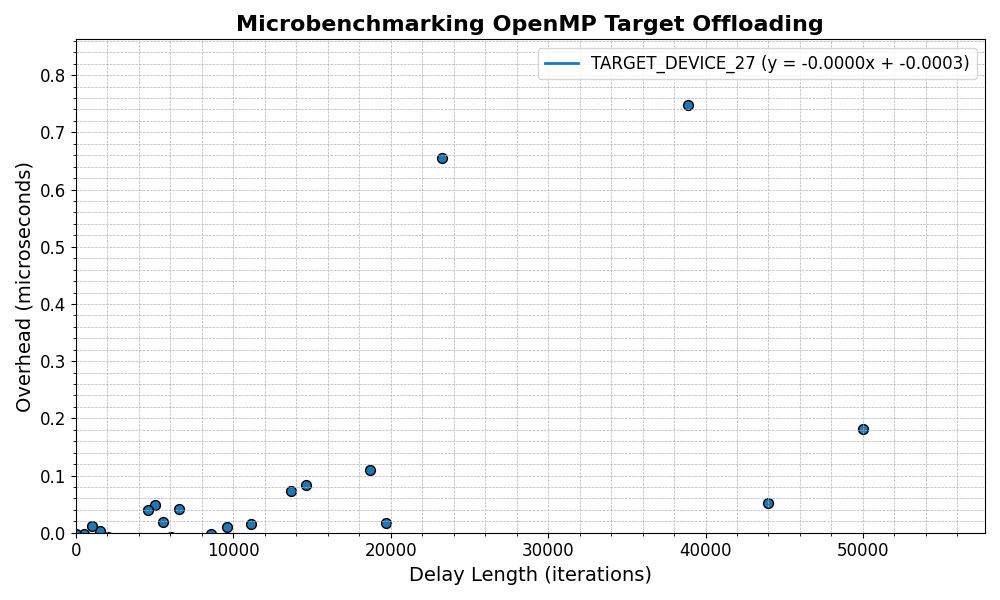 Microbenchmarking OpenMP Target Offloading
TARGET_DEVICE_27 (y = -0.0000x + -0.0003)
Overhead (microseconds)
0.8
0.7
0.6
0.5
0.4
0.3
0.2
0.1
0.0
0 10000 20000 30000 40000 50000
Delay Length (iterations)